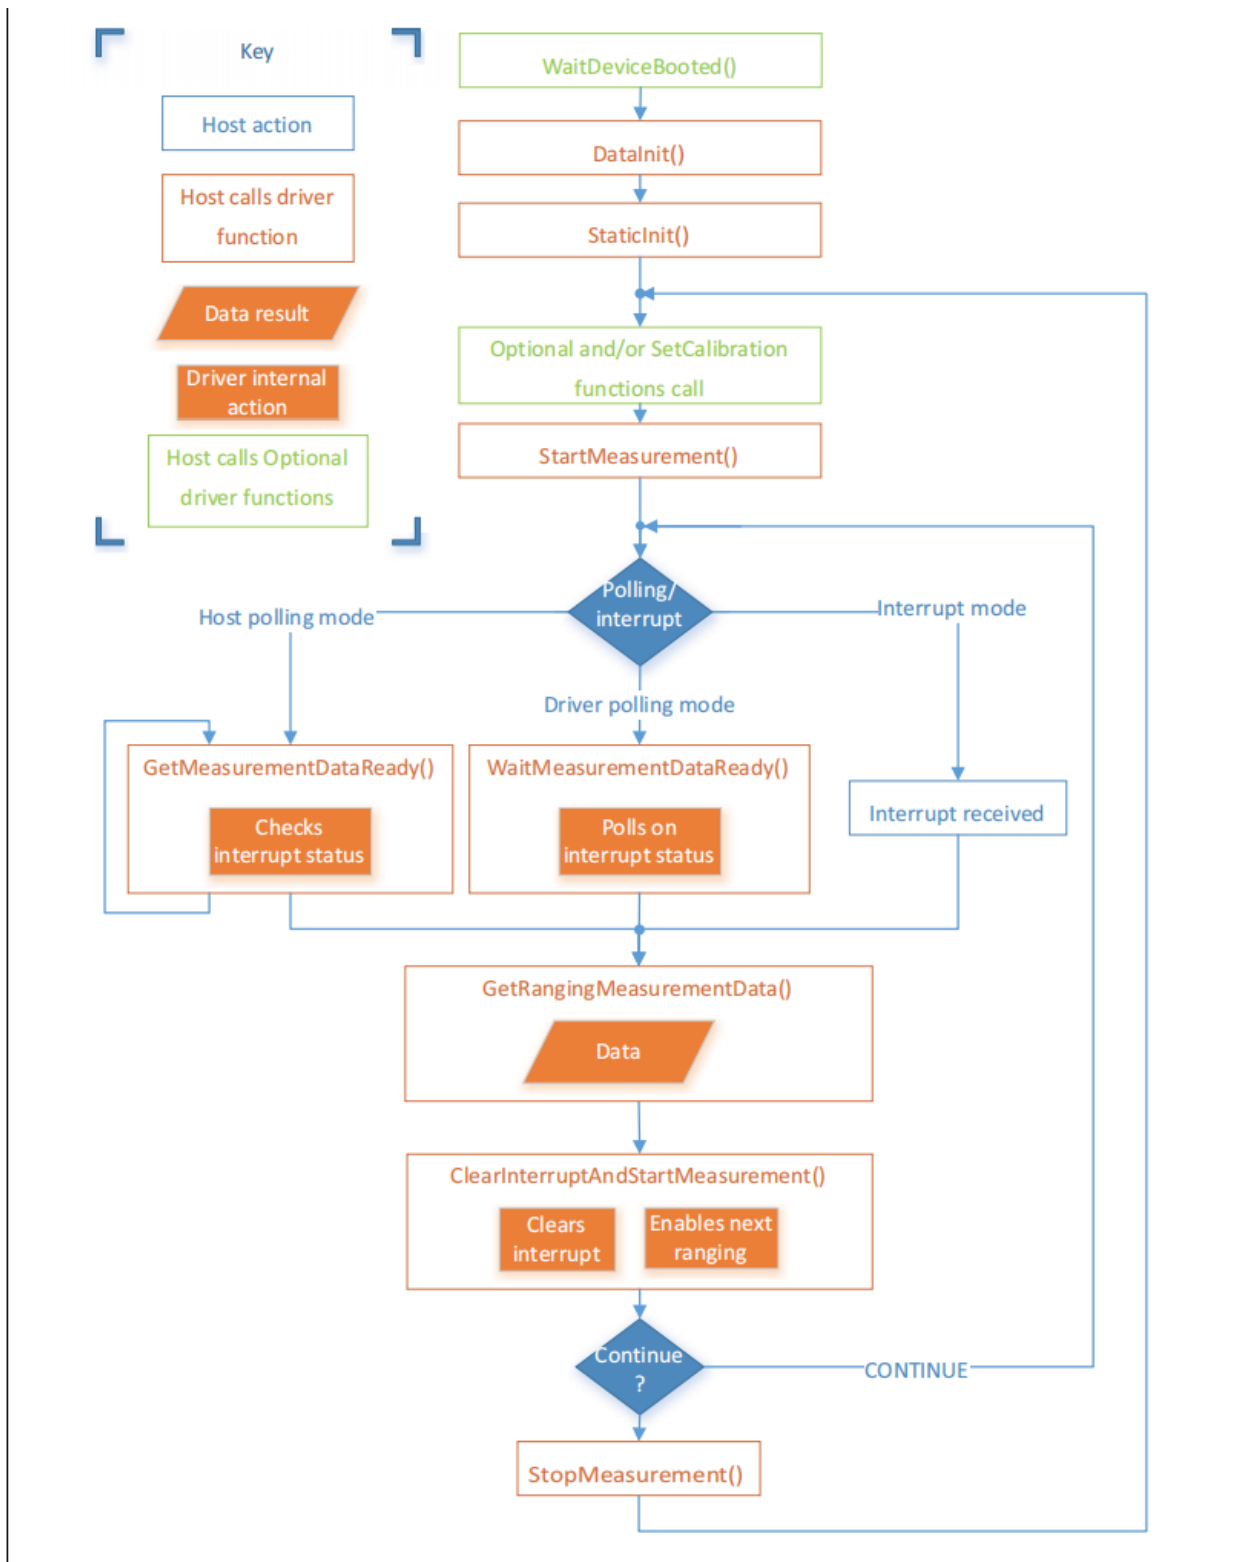 Key
Host action
Host calls driver
function
Data result
Driver internal
action
Host calls Optional
driver functions
WaitDeviceBooted()
DataInit()
StaticInit()
Optional and/or SetCalibration
functions call
StartMeasurement()
Polling/
interrupt
Host polling mode
Interrupt mode
Driver polling mode
GetMeasurementDataReady()
Checks
interrupt status
WaitMeasurementDataReady()
Polls on
interrupt status
Interrupt received
GetRangingMeasurementData()
Data
ClearInterruptAndStartMeasurement()
Clears
interrupt
Enables next
ranging
Continue
?
CONTINUE
StopMeasurement()